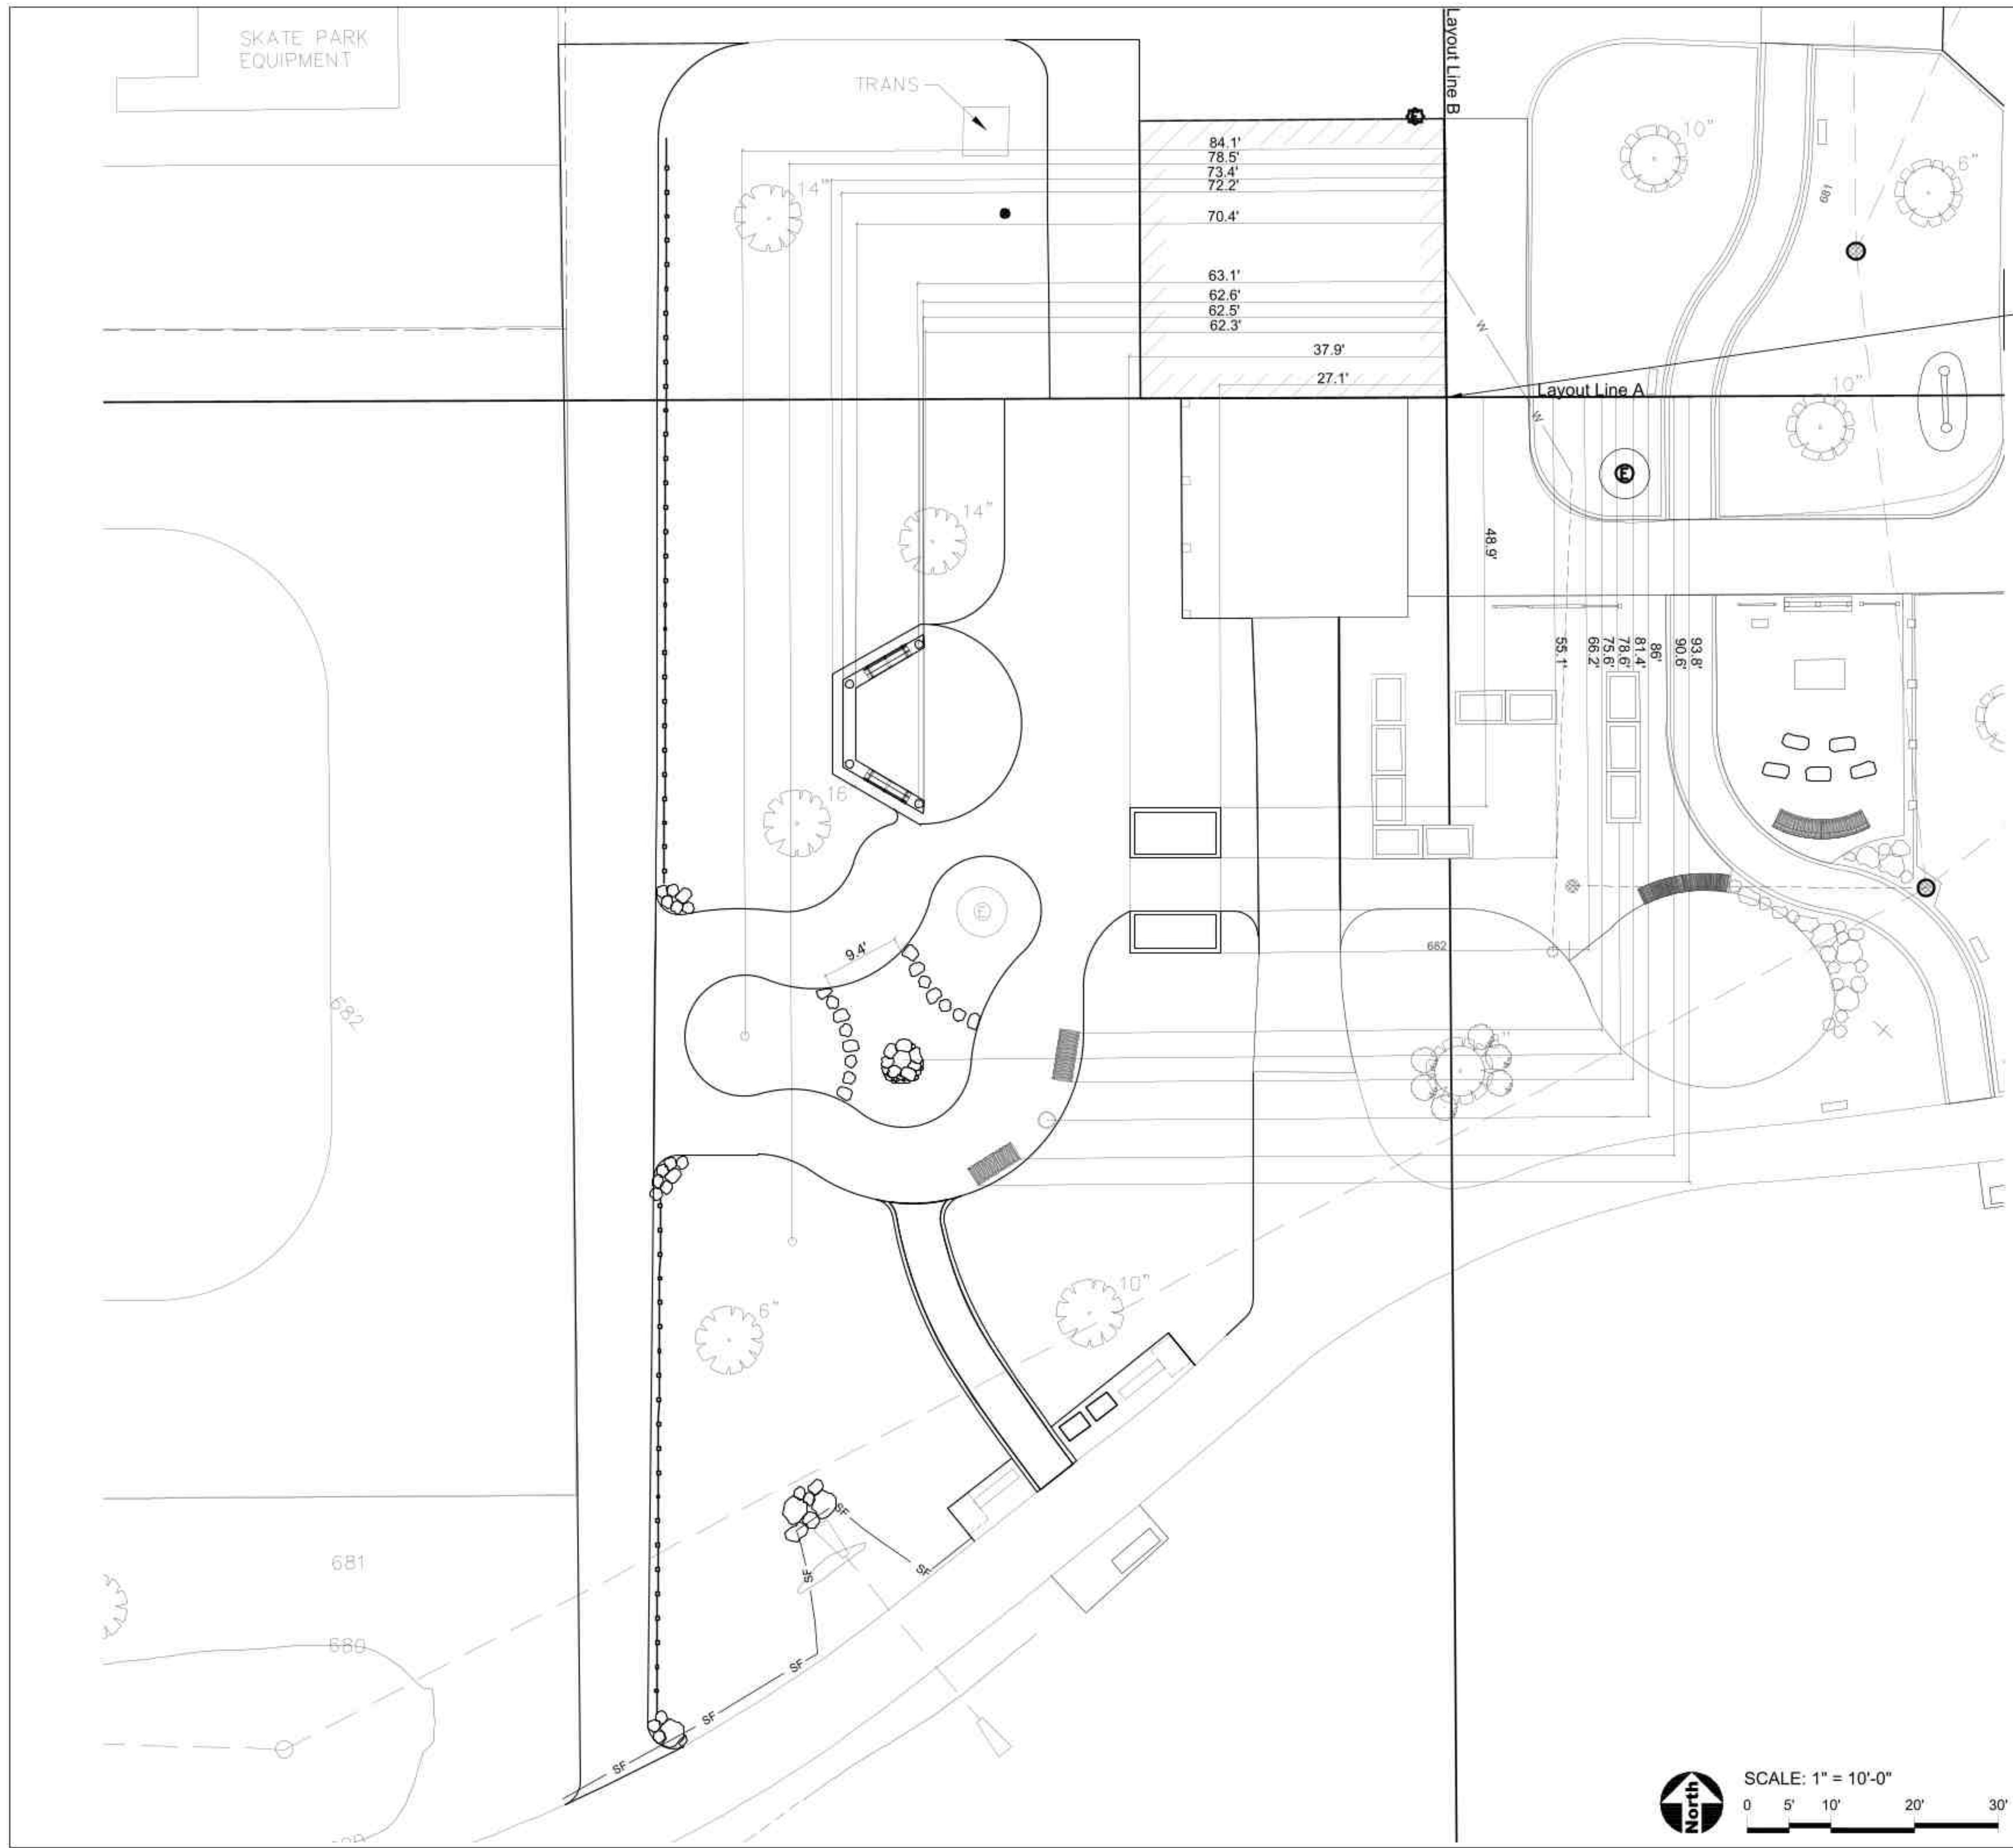 SKATE PARK
EQUIPMENT
TRANS
Layout Line B
10"
6"
681
84.1'
78.5'
73.4'
72.2'
70.4'
14"
63.1'
62.6'
62.5'
62.3'
37.9'
27.1'
W
Layout Line A
10"
W
E
14"
48.9'
55.1'
66.2'
75.6'
78.6'
81.4'
86'
90.6'
93.8'
16
9.4'
E
682
682
10"
6"
SF
SF
SF
681
680
SF
SF
SF
North
SCALE: 1" = 10'-0"
0 5' 10' 20' 30'